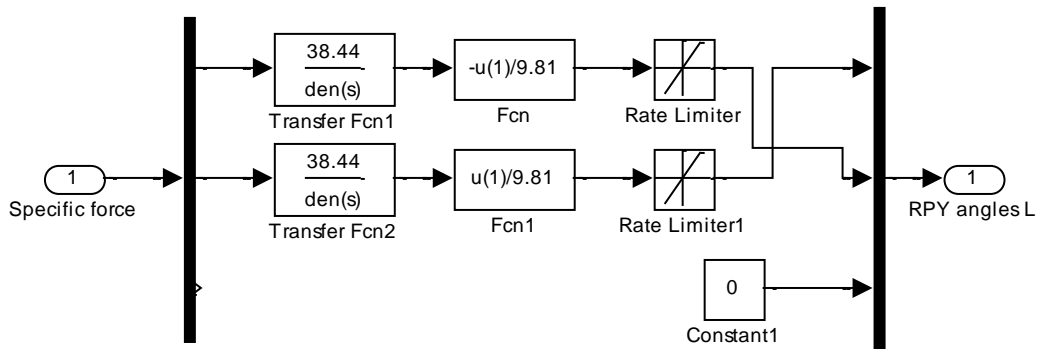 38.44
den(s)
Transfer Fcn1
-u(1)/9.81
Fcn
Rate Limiter
1
Specific force
38.44
den(s)
Transfer Fcn2
u(1)/9.81
Fcn1
Rate Limiter1
1
RPY angles L
0
Constant1